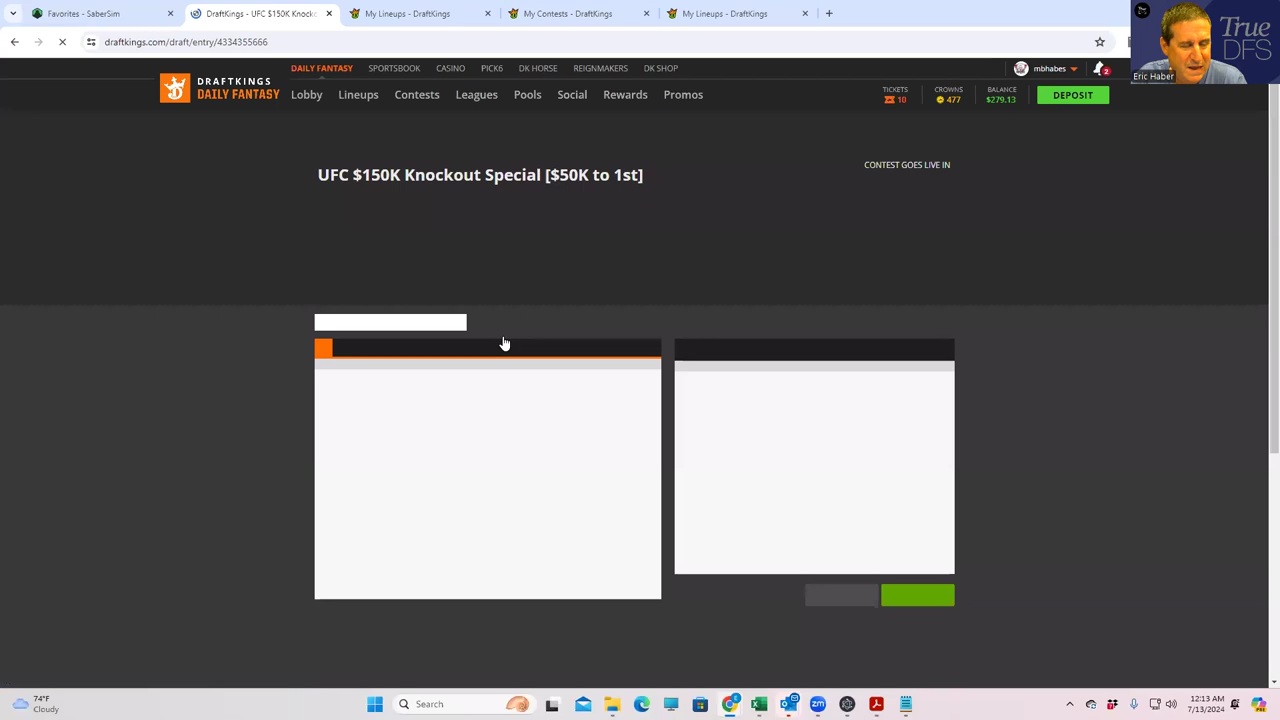 Favorites - SaberSim
DraftKings - UFC $150K Knocko
My Lineups - DraftKings
My Contests - DraftKings
My Lineups - DraftKings
draftkings.com/draft/entry/4334355666
True
DFS
Eric Haber
DAILY FANTASY
SPORTSBOOK
CASINO
PICK6
DK HORSE
REIGNMAKERS
DK SHOP
mbhabes
2
DRAFTKINGS
DAILY FANTASY
Lobby
Lineups
Contests
Leagues
Pools
Social
Rewards
Promos
TICKETS
10
CROWNS
477
BALANCE
$279.13
DEPOSIT
UFC $150K Knockout Special [$50K to 1st]
CONTEST GOES LIVE IN
74°F
Cloudy
Search
12:13 AM
7/13/2024